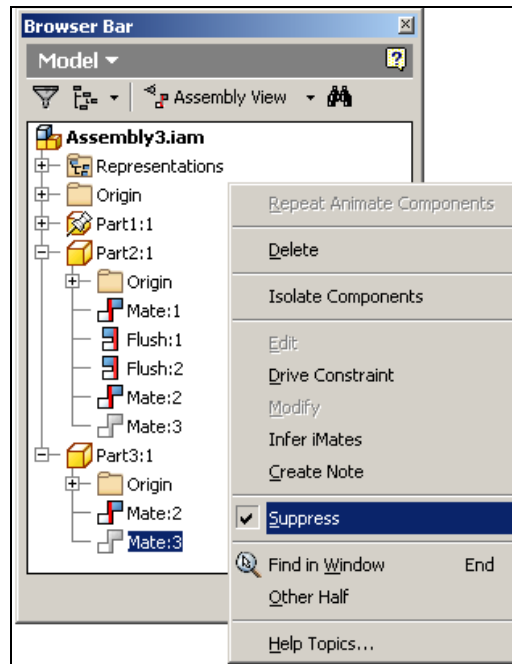 Browser Bar
Model
Assembly View
Assembly3.iam
Representations
Origin
Part1:1
Part2:1
Origin
Mate:1
Flush:1
Flush:2
Mate:2
Mate:3
Part3:1
Origin
Mate:2
Mate:3
Repeat Animate Components
Delete
Isolate Components
Edit
Drive Constraint
Modify
Infer iMates
Create Note
Suppress
Find in Window End
Other Half
Help Topics...